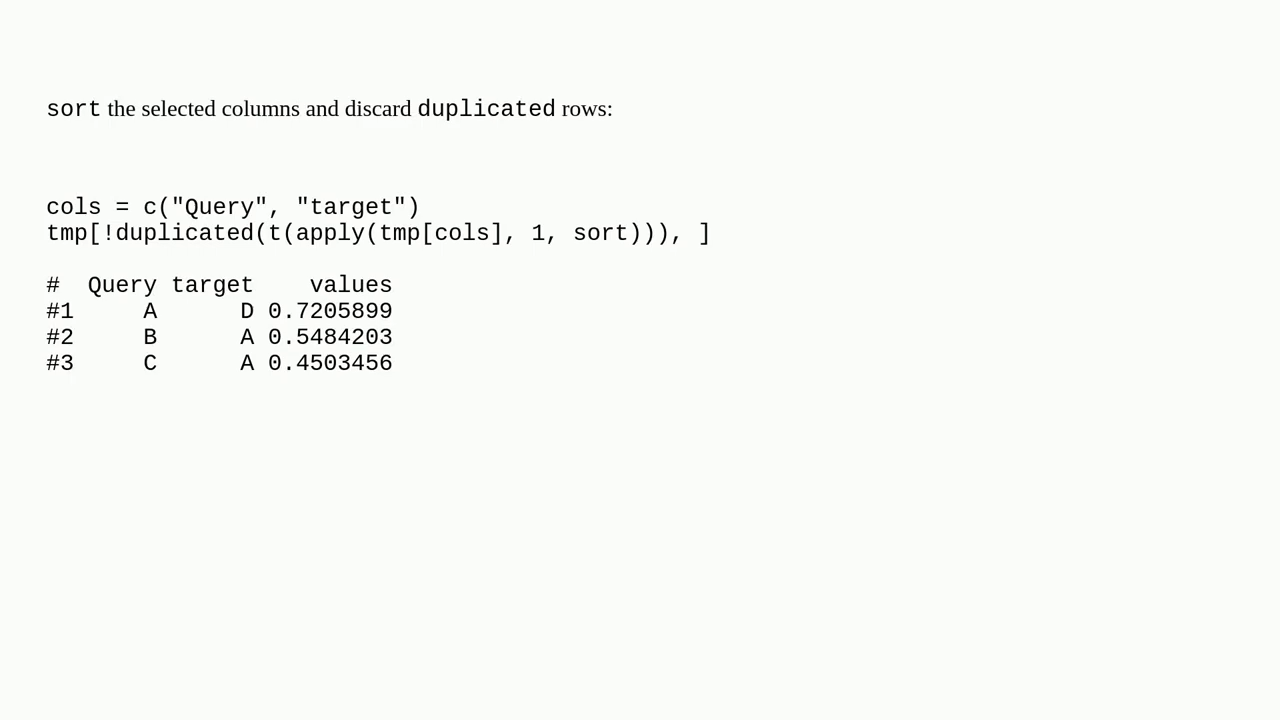 sort the selected columns and discard duplicated rows:
cols = c("Query", "target")
tmp[!duplicated(t(apply(tmp[cols], 1, sort))), ]
#  Query target    values
#1     A      D 0.7205899
#2     B      A 0.5484203
#3     C      A 0.4503456